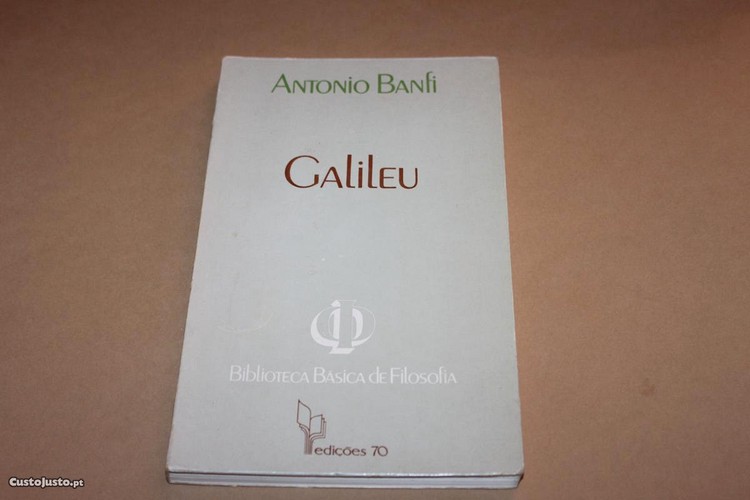 Antonio Banfi
Galileu
Biblioteca Básica de Filosofia
edições 70
CustoJusto.pt